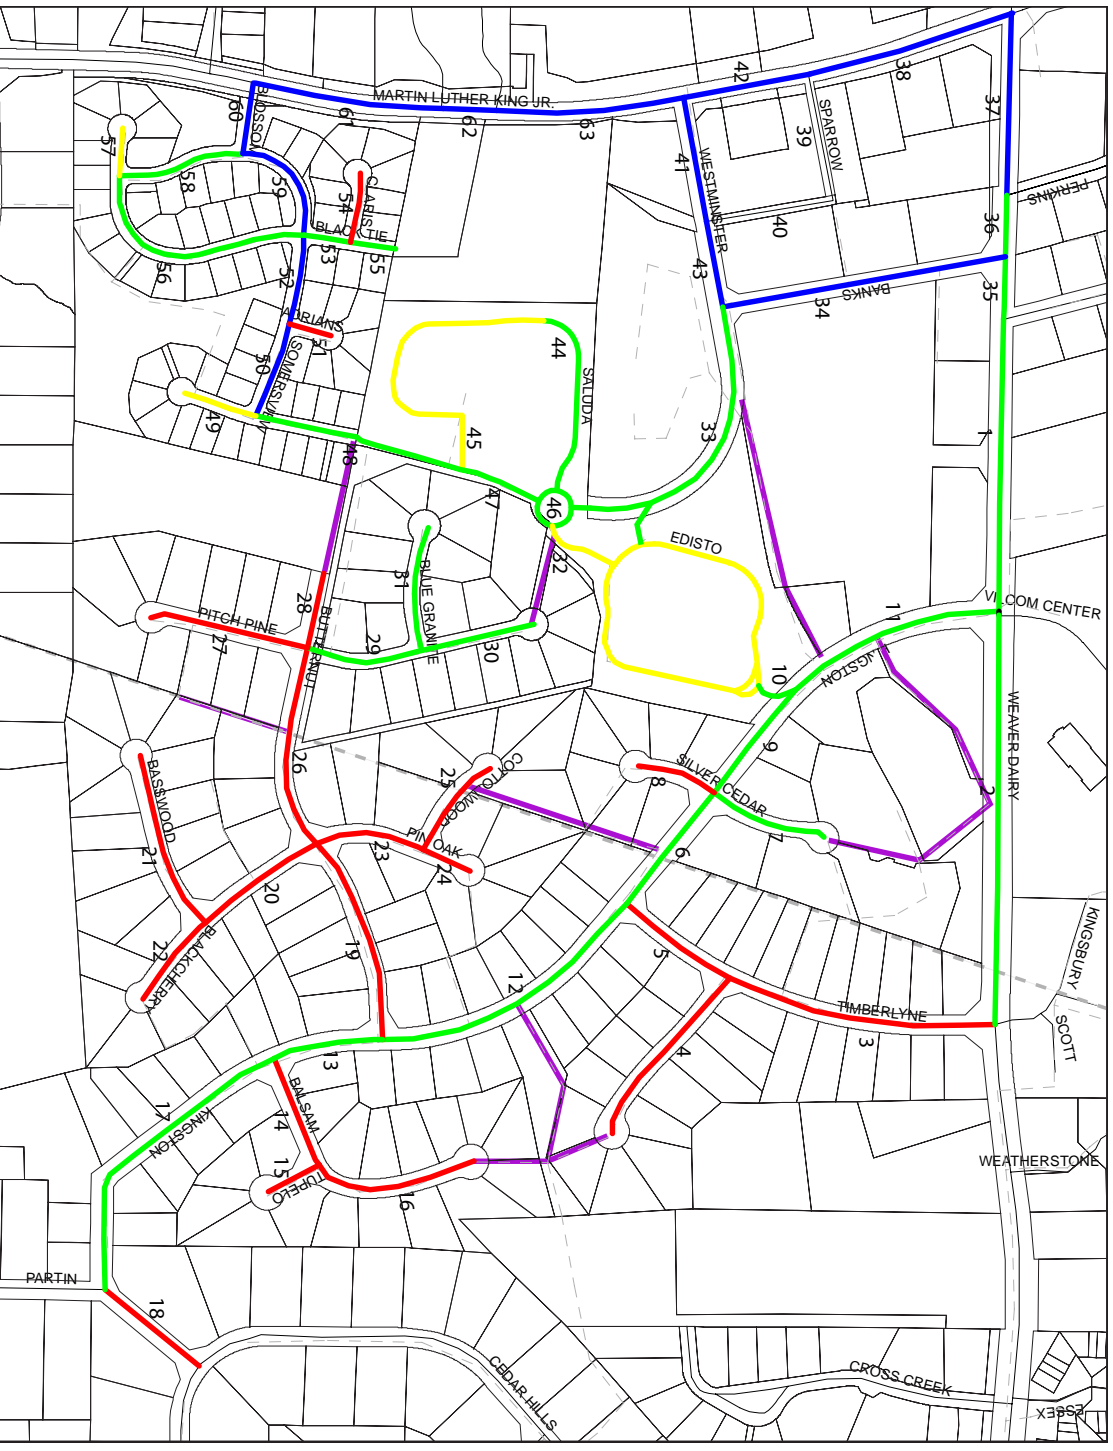 42
38
MARTIN LUTHER KING JR.
37
60
BLOSSOM
61
62
63
SPARROW
39
57
41
WESTMINSTER
58
59
CLARIS
54
PERKINS
40
36
BLACK TIE
53
55
56
52
43
35
BANKS
34
ADRIANS
51
44
50
SOMERSVIEW
SALUDA
49
45
33
1
48
47
46
EDISTO
32
BLUE GRANITE
31
28
BUTTERNUT
PITCH PINE
27
29
30
11
VILCOM CENTER
KINGSTON
10
WEAVER DAIRY
9
26
BASSWOOD
25
COTTONWOOD
SILVER CEDAR
8
2
7
21
PIN OAK
23
24
6
20
22
BLACKCHERRY
19
5
12
KINGSBURY
TIMBERLYNE
3
SCOTT
4
13
BALSAM
14
17
KINGSTON
15
TUPELO
16
WEATHERSTONE
PARTIN
18
CEDAR HILLS
CROSS CREEK
ESSEX